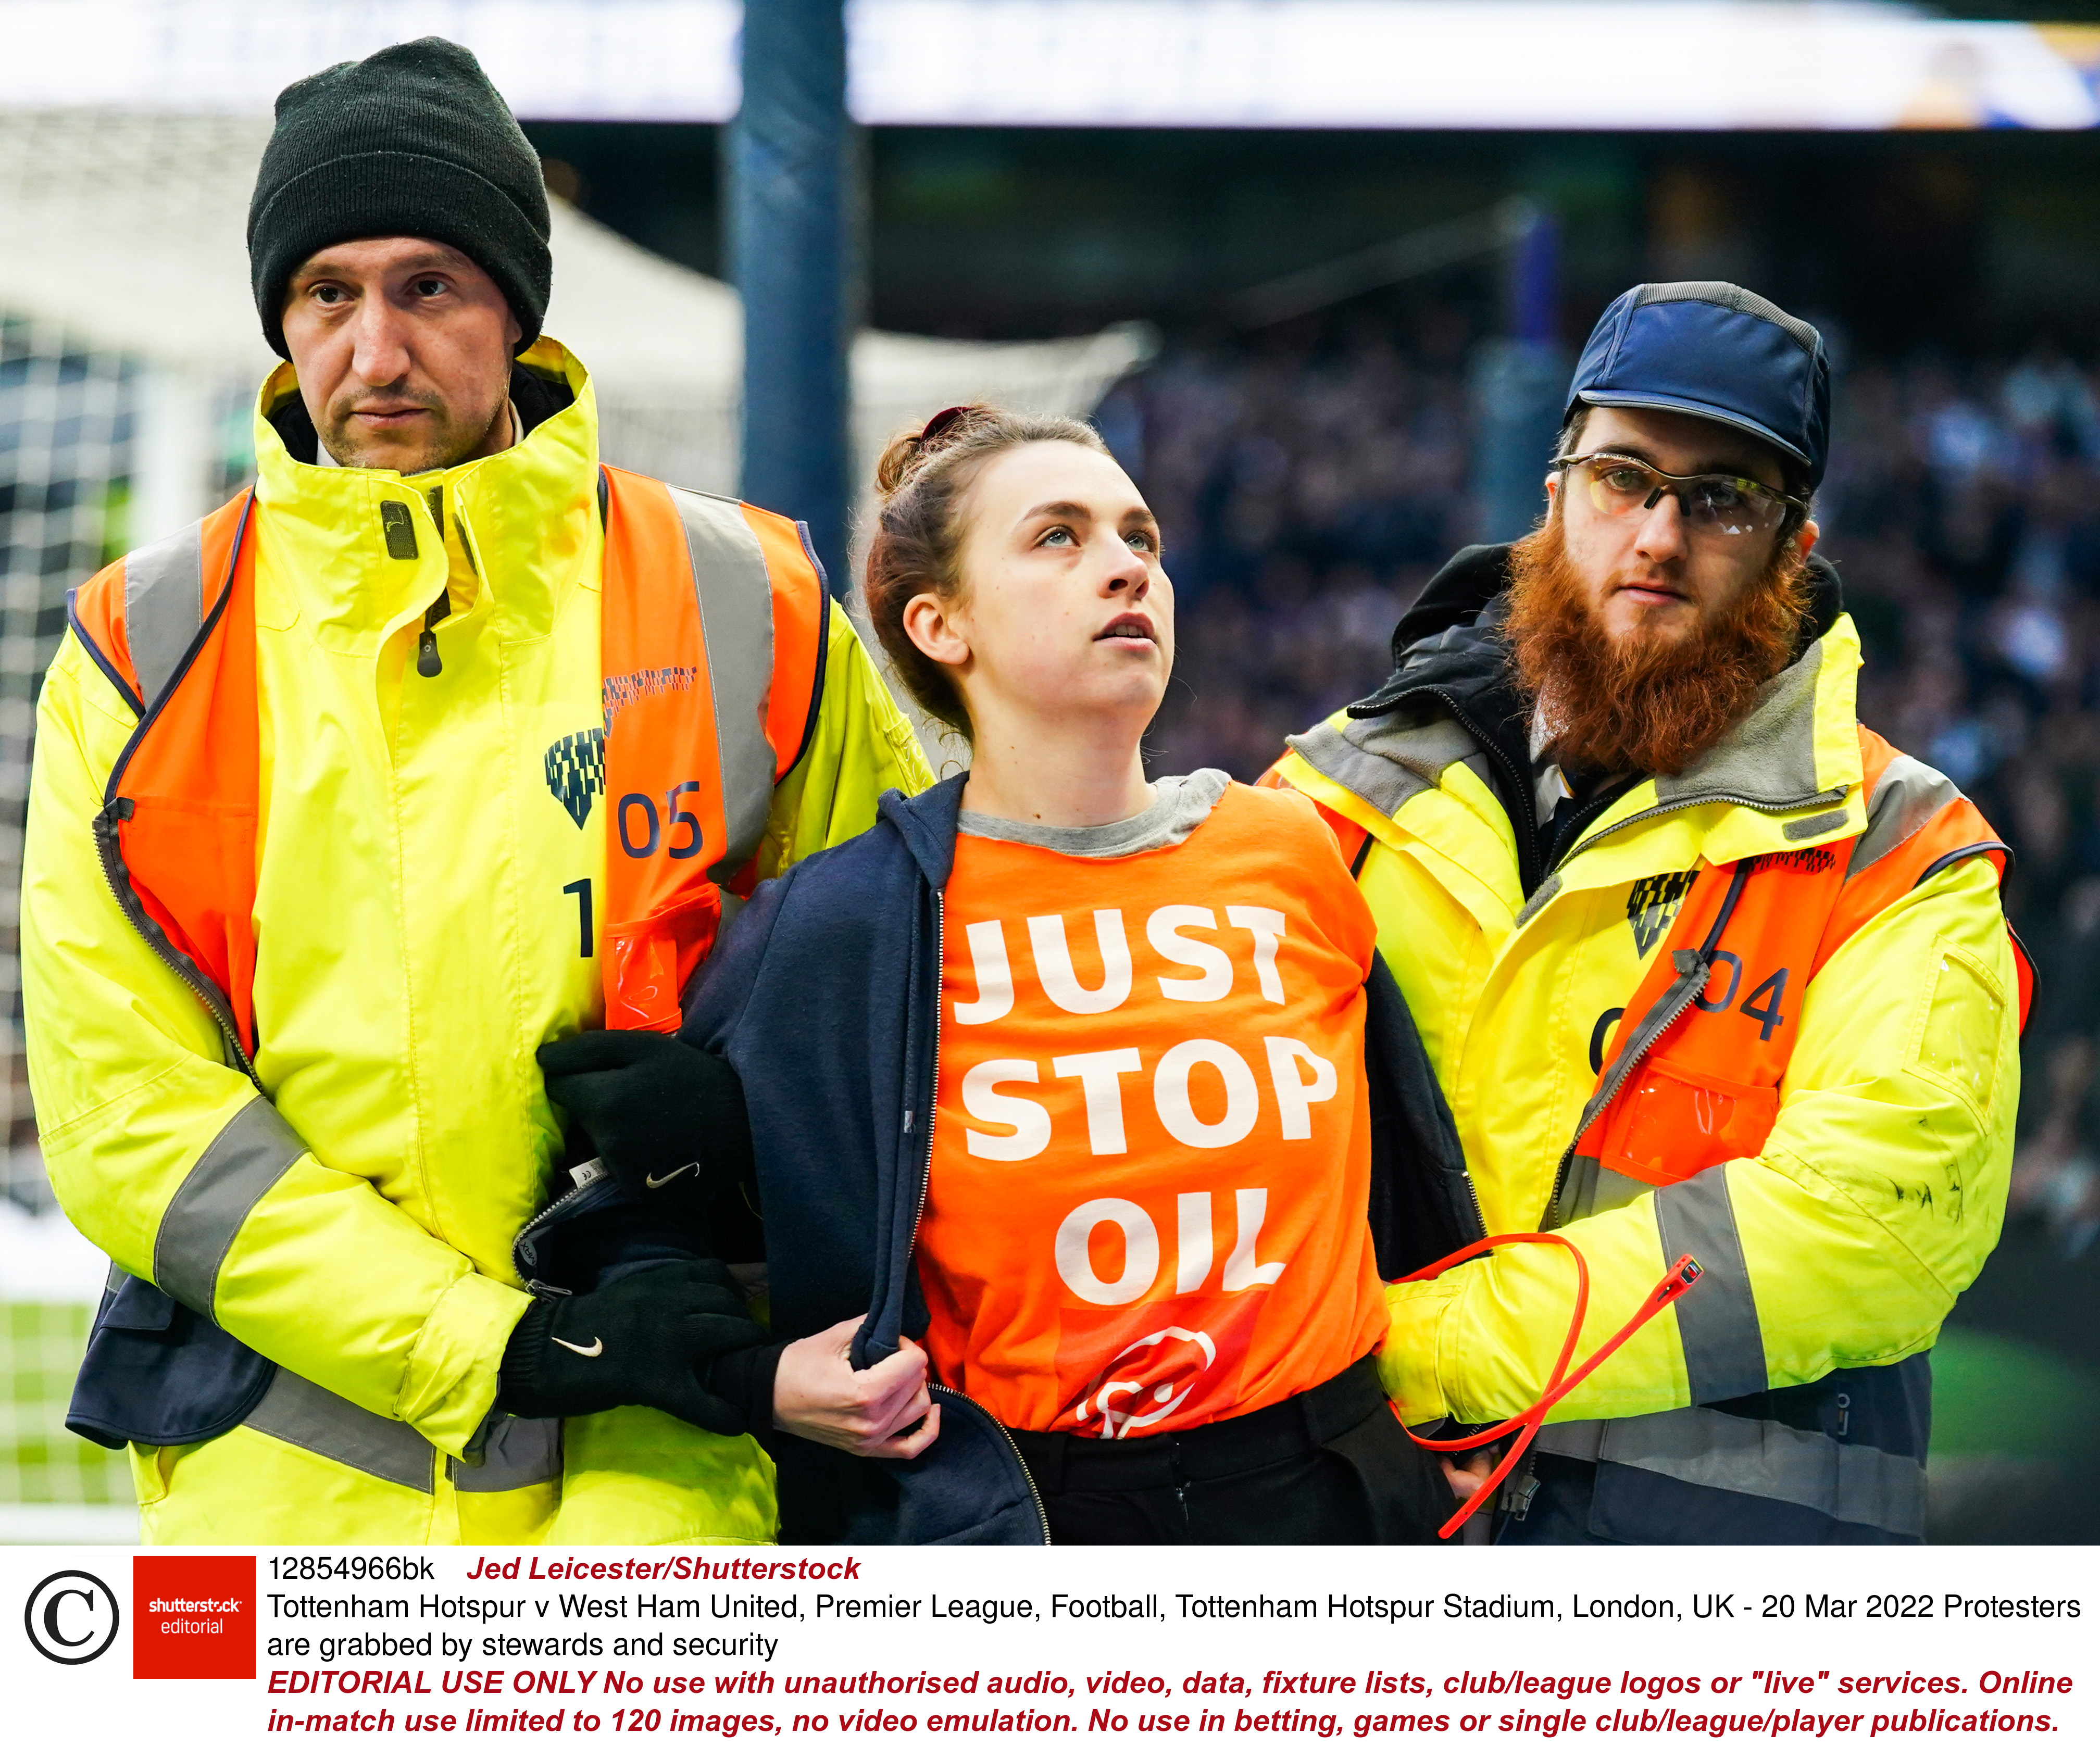 05
1
04
JUST
STOP
OIL
©
shutterstock
editorial
12854966bk Jed Leicester/Shutterstock
Tottenham Hotspur v West Ham United, Premier League, Football, Tottenham Hotspur Stadium, London, UK - 20 Mar 2022 Protesters
are grabbed by stewards and security
EDITORIAL USE ONLY No use with unauthorised audio, video, data, fixture lists, club/league logos or "live" services. Online
in-match use limited to 120 images, no video emulation. No use in betting, games or single club/league/player publications.